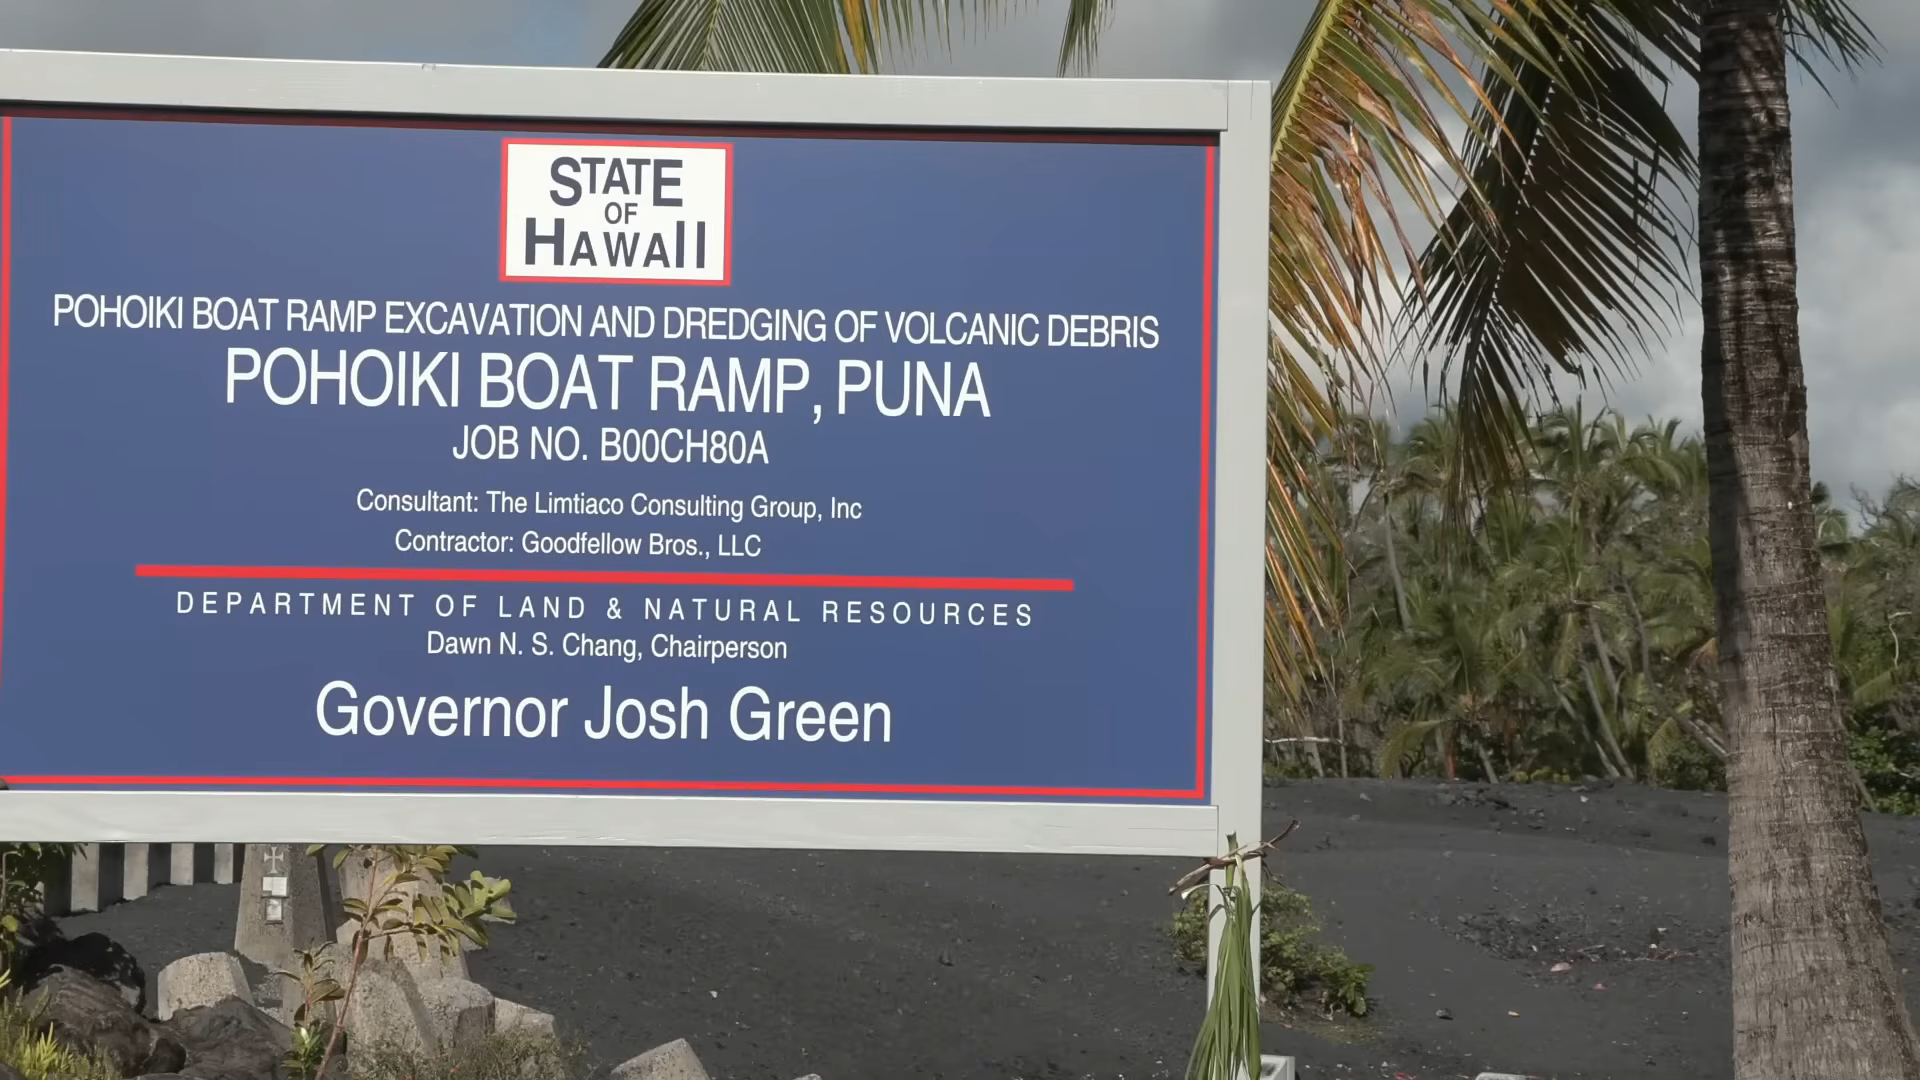 STATE
OF
HAWAII
POHOIKI BOAT RAMP EXCAVATION AND DREDGING OF VOLCANIC DEBRIS
POHOIKI BOAT RAMP, PUNA
JOB NO. B00CH80A
Consultant: The Limtiaco Consulting Group, Inc
Contractor: Goodfellow Bros., LLC
DEPARTMENT OF LAND & NATURAL RESOURCES
Dawn N. S. Chang, Chairperson
Governor Josh Green